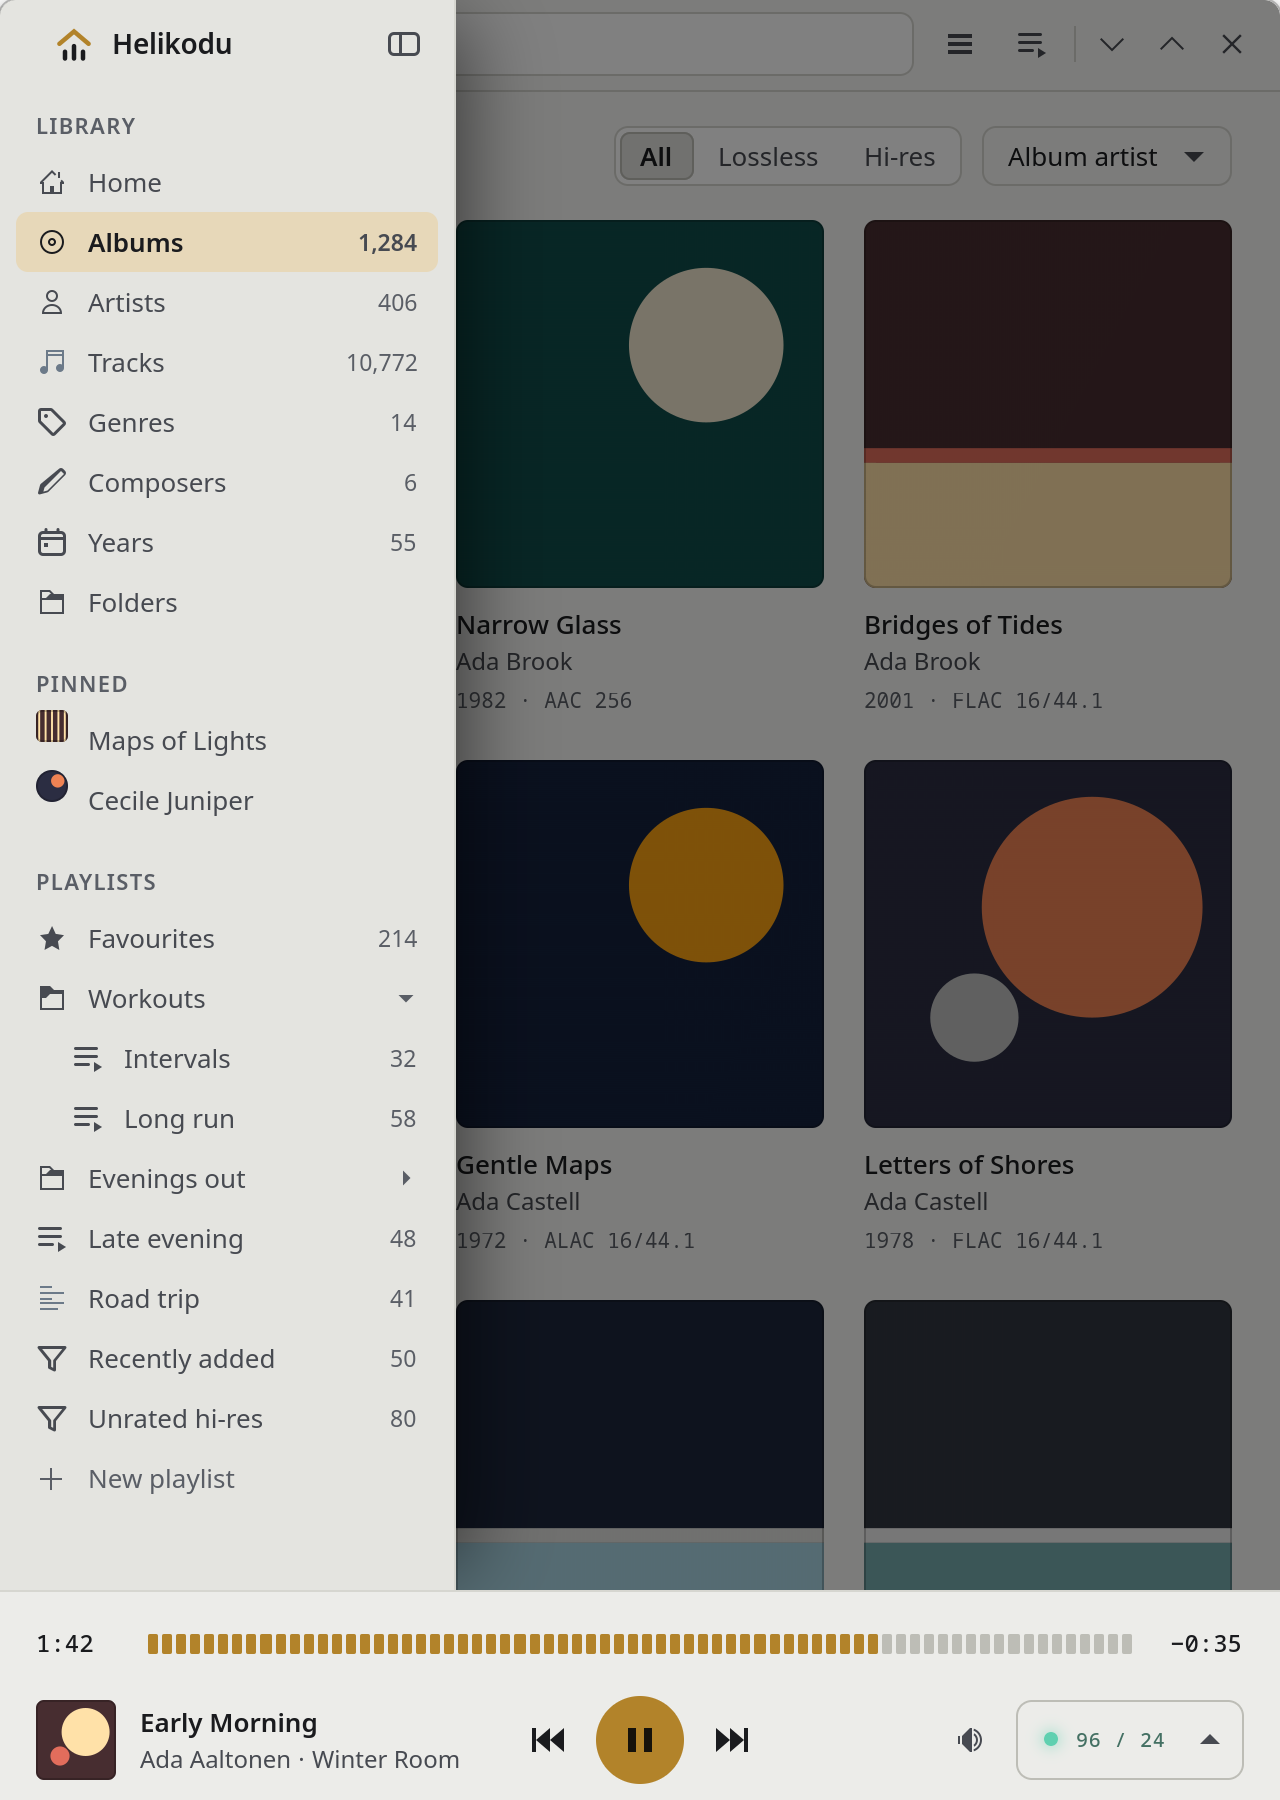 Helikodu
LIBRARY
Home
Albums 1,284
Artists 406
Tracks 10,772
Genres 14
Composers 6
Years 55
Folders
PINNED
Maps of Lights
Cecile Juniper
PLAYLISTS
Favourites 214
Workouts
Intervals 32
Long run 58
Evenings out
Late evening 48
Road trip 41
Recently added 50
Unrated hi-res 80
New playlist
All Lossless Hi-res Album artist
Narrow Glass
Ada Brook
1982 · AAC 256
Bridges of Tides
Ada Brook
2001 · FLAC 16/44.1
Gentle Maps
Ada Castell
1972 · ALAC 16/44.1
Letters of Shores
Ada Castell
1978 · FLAC 16/44.1
1:42 −0:35
Early Morning
Ada Aaltonen · Winter Room
96 / 24